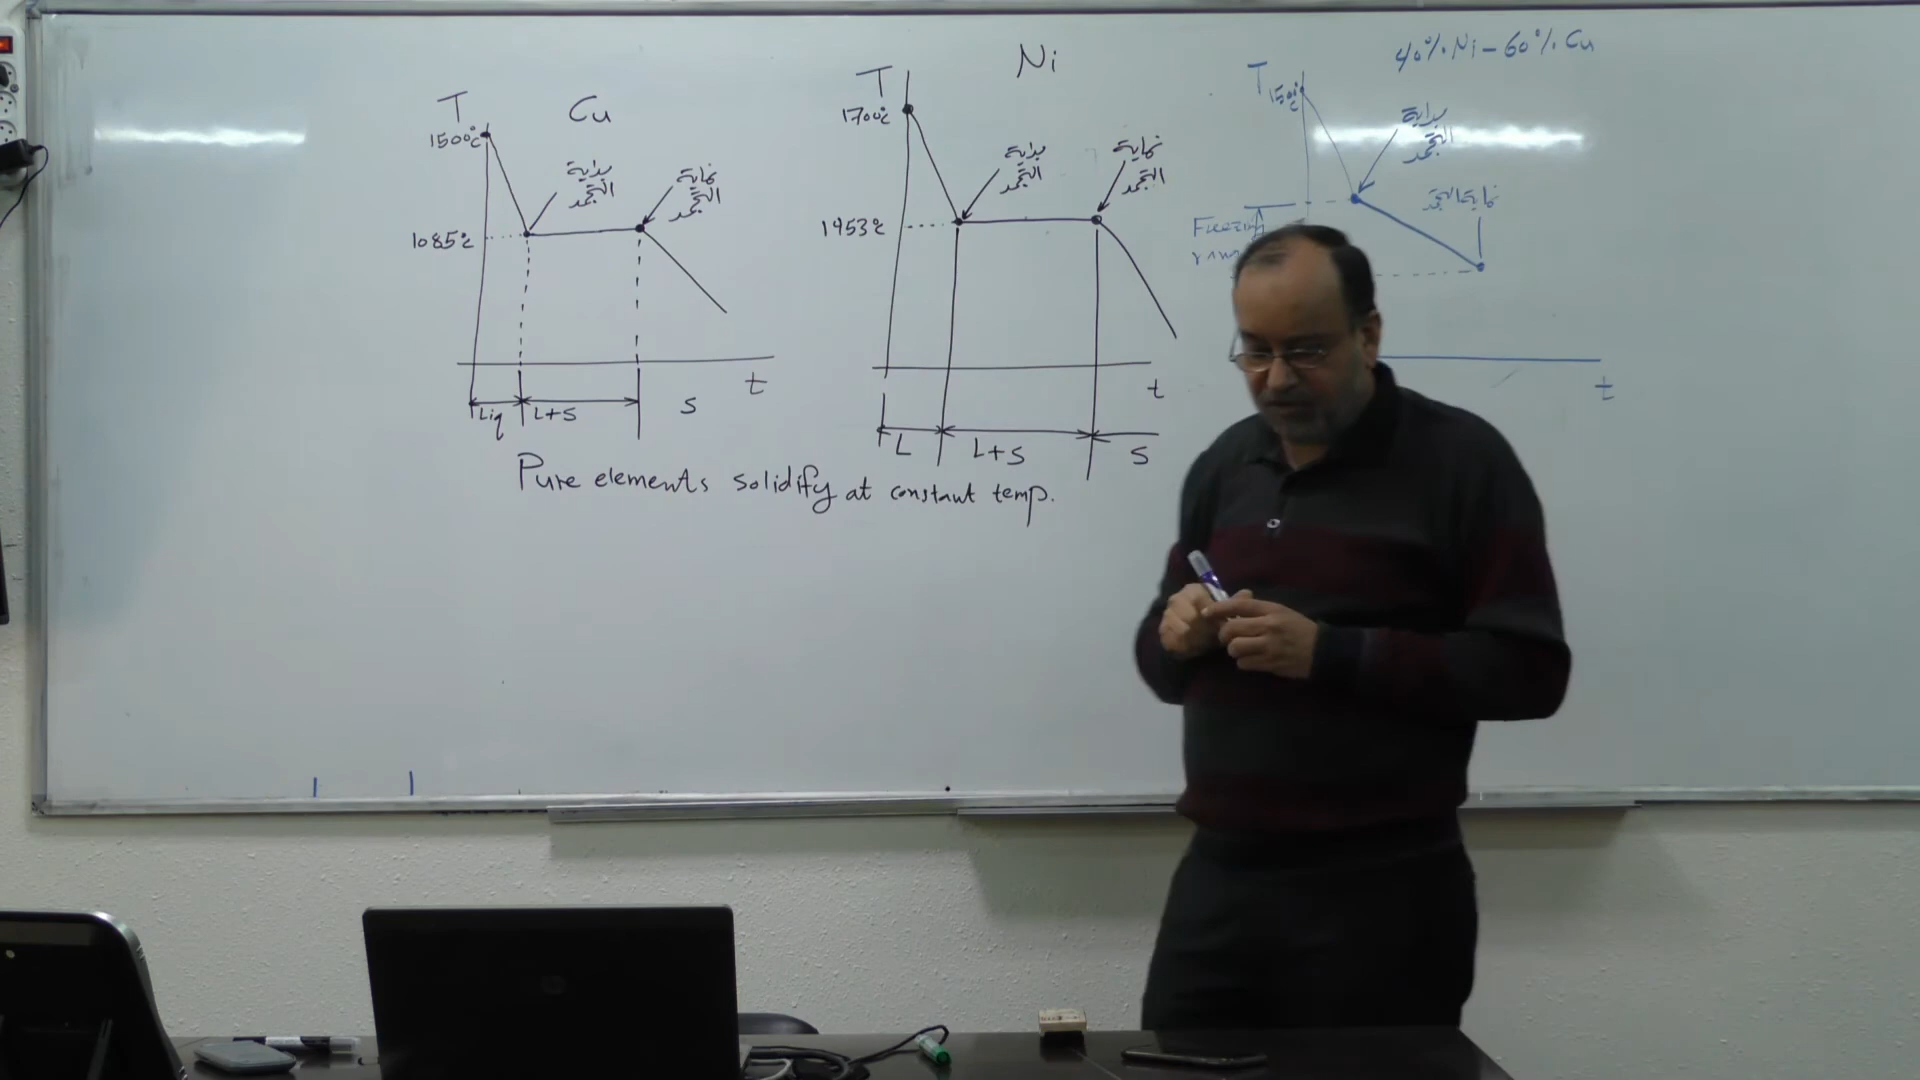 T
Cu
1500°c
بداية
التجمد
نهاية
التجمد
1085°c
t
Liq
L+S
S
T
Ni
1700°c
بداية
التجمد
نهاية
التجمد
1453°c
t
L
L+S
S
Pure elements solidify at constant temp.
40% Ni - 60% Cu
T
بداية
التجمد
نهاية التجمد
Freezing
t